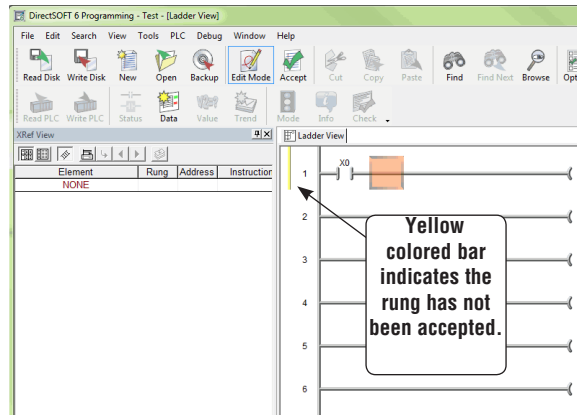 DirectSOFT 6 Programming - Test - [Ladder View]
File Edit Search View Tools PLC Debug Window Help
Read Disk Write Disk New Open Backup Edit Mode Accept Cut Copy Paste Find Find Next Browse
Read PLC Write PLC Status Data Value Trend Mode Info Check
XRef View
Ladder View
Element Rung Address Instruction
NONE
X0
1
2
3
4
5
6
Yellow
colored bar
indicates the
rung has not
been accepted.